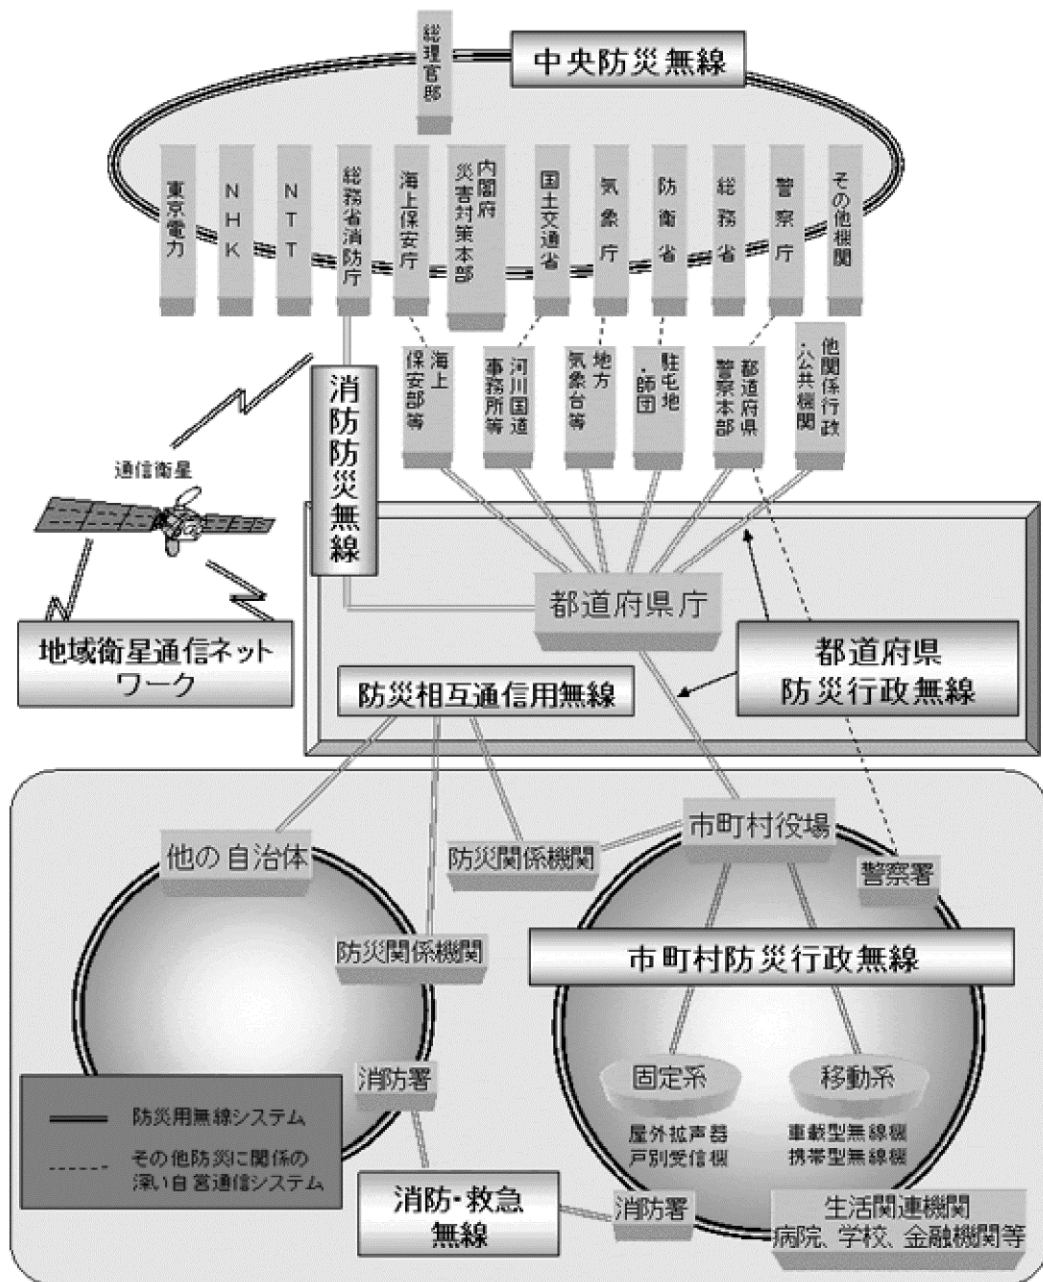 総理官邸
中央防災無線
東京電力
NHK
NTT
総務省消防庁
海上保安庁
内閣府
災害対策本部
国土交通省
気象庁
防衛省
総務省
警察庁
その他機関
海上
保安部等
河川国道
事務所等
地方
気象台等
駐屯地
・師団
都道府県
警察本部
他関係行政
・公共機関
消防防災無線
通信衛星
地域衛星通信ネット
ワーク
都道府県庁
都道府県
防災行政無線
防災相互通信用無線
他の自治体
防災関係機関
市町村役場
警察署
防災関係機関
市町村防災行政無線
消防署
固定系
移動系
屋外拡声器
戸別受信機
車載型無線機
携帯型無線機
防災用無線システム
その他防災に関係の
深い自営通信システム
消防・救急
無線
消防署
生活関連機関
病院、学校、金融機関等